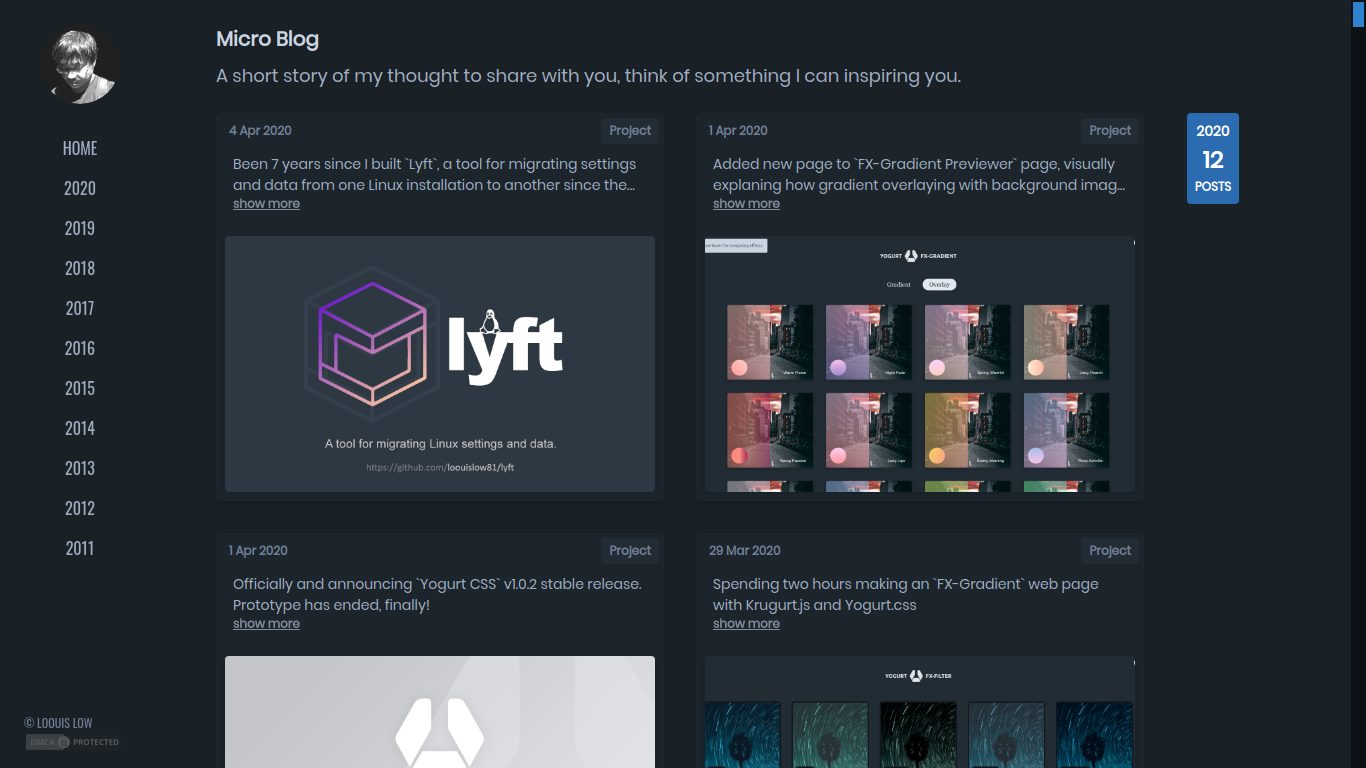 Micro Blog
A short story of my thought to share with you, think of something I can inspiring you.
HOME
2020
2019
2018
2017
2016
2015
2014
2013
2012
2011
© LOOUIS LOW
DMCA PROTECTED
4 Apr 2020
Project
Been 7 years since I built `Lyft`, a tool for migrating settings
and data from one Linux installation to another since the...
show more
lyft
A tool for migrating Linux settings and data.
https://github.com/loouislow81/lyft
1 Apr 2020
Project
Added new page to `FX-Gradient Previewer` page, visually
explaning how gradient overlaying with background imag...
show more
YOGURT FX-GRADIENT
Gradient Overlay
Warm Flame
Night Fade
Spring Warmth
Juicy Peach
Young Passion
Lady Lips
Sunny Morning
Rainy Ashville
2020
12
POSTS
1 Apr 2020
Project
Officially and announcing `Yogurt CSS` v1.0.2 stable release.
Prototype has ended, finally!
show more
29 Mar 2020
Project
Spending two hours making an `FX-Gradient` web page
with Krugurt.js and Yogurt.css
show more
YOGURT FX-FILTER